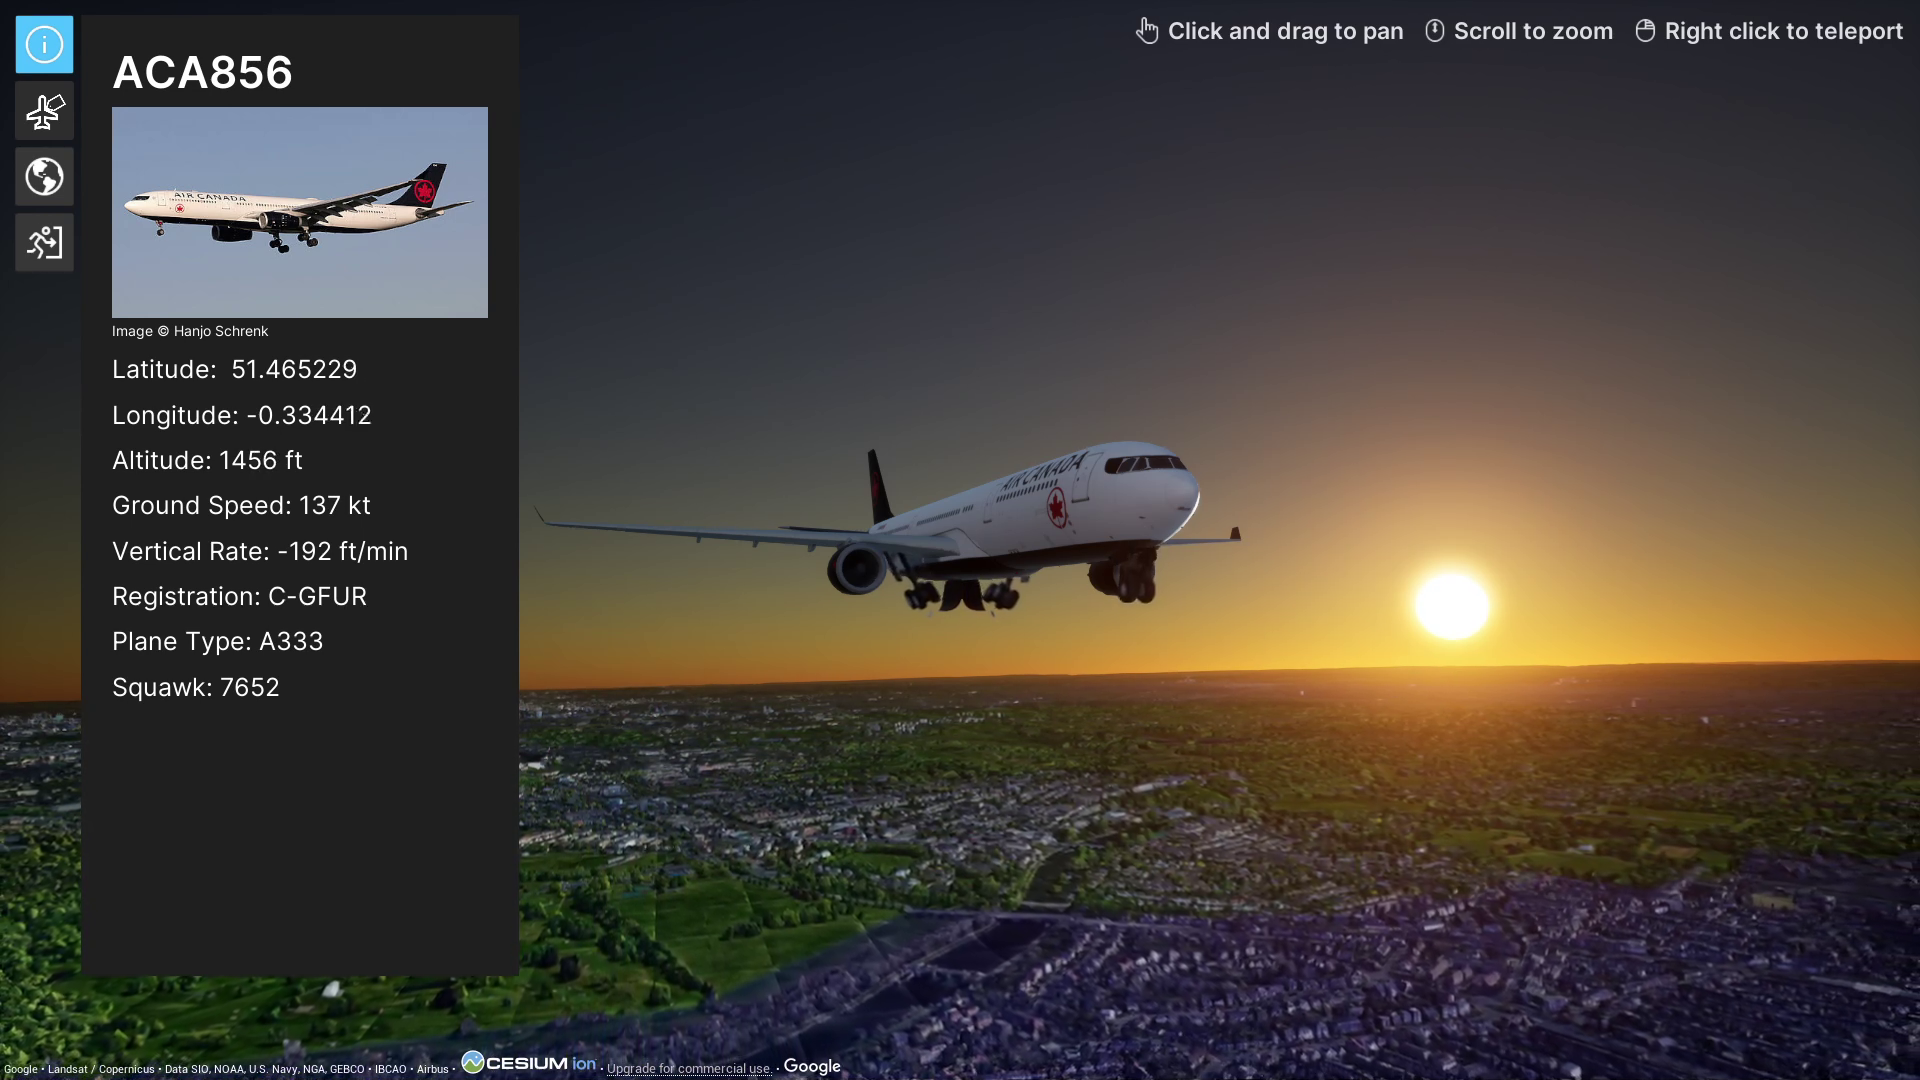 ACA856
AIR CANADA
Image © Hanjo Schrenk
Latitude: 51.465229
Longitude: -0.334412
Altitude: 1456 ft
Ground Speed: 137 kt
Vertical Rate: -192 ft/min
Registration: C-GFUR
Plane Type: A333
Squawk: 7652
Click and drag to pan
Scroll to zoom
Right click to teleport
AIR CANADA
Google • Landsat / Copernicus • Data SIO, NOAA, U.S. Navy, NGA, GEBCO • IBCAO • Airbus • CESIUM ion • Upgrade for commercial use. • Google